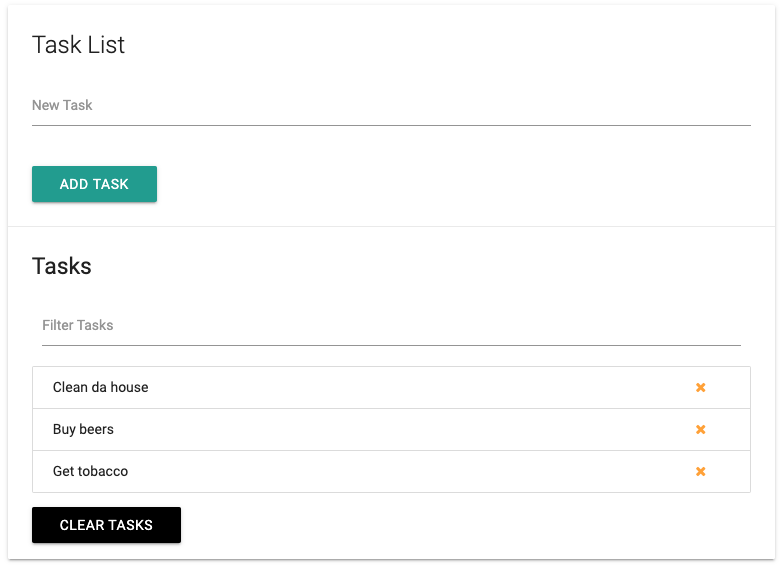 Task List
New Task
ADD TASK
Tasks
Filter Tasks
Clean da house
Buy beers
Get tobacco
CLEAR TASKS